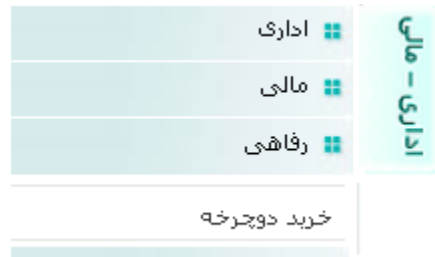 اداری - مالی
اداری
مالی
رفاهی
خرید دوچرخه